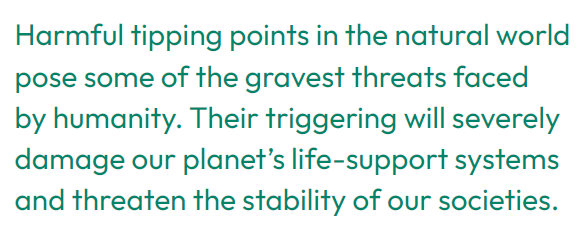 Harmful tipping points in the natural world
pose some of the gravest threats faced
by humanity. Their triggering will severely
damage our planet’s life-support systems
and threaten the stability of our societies.